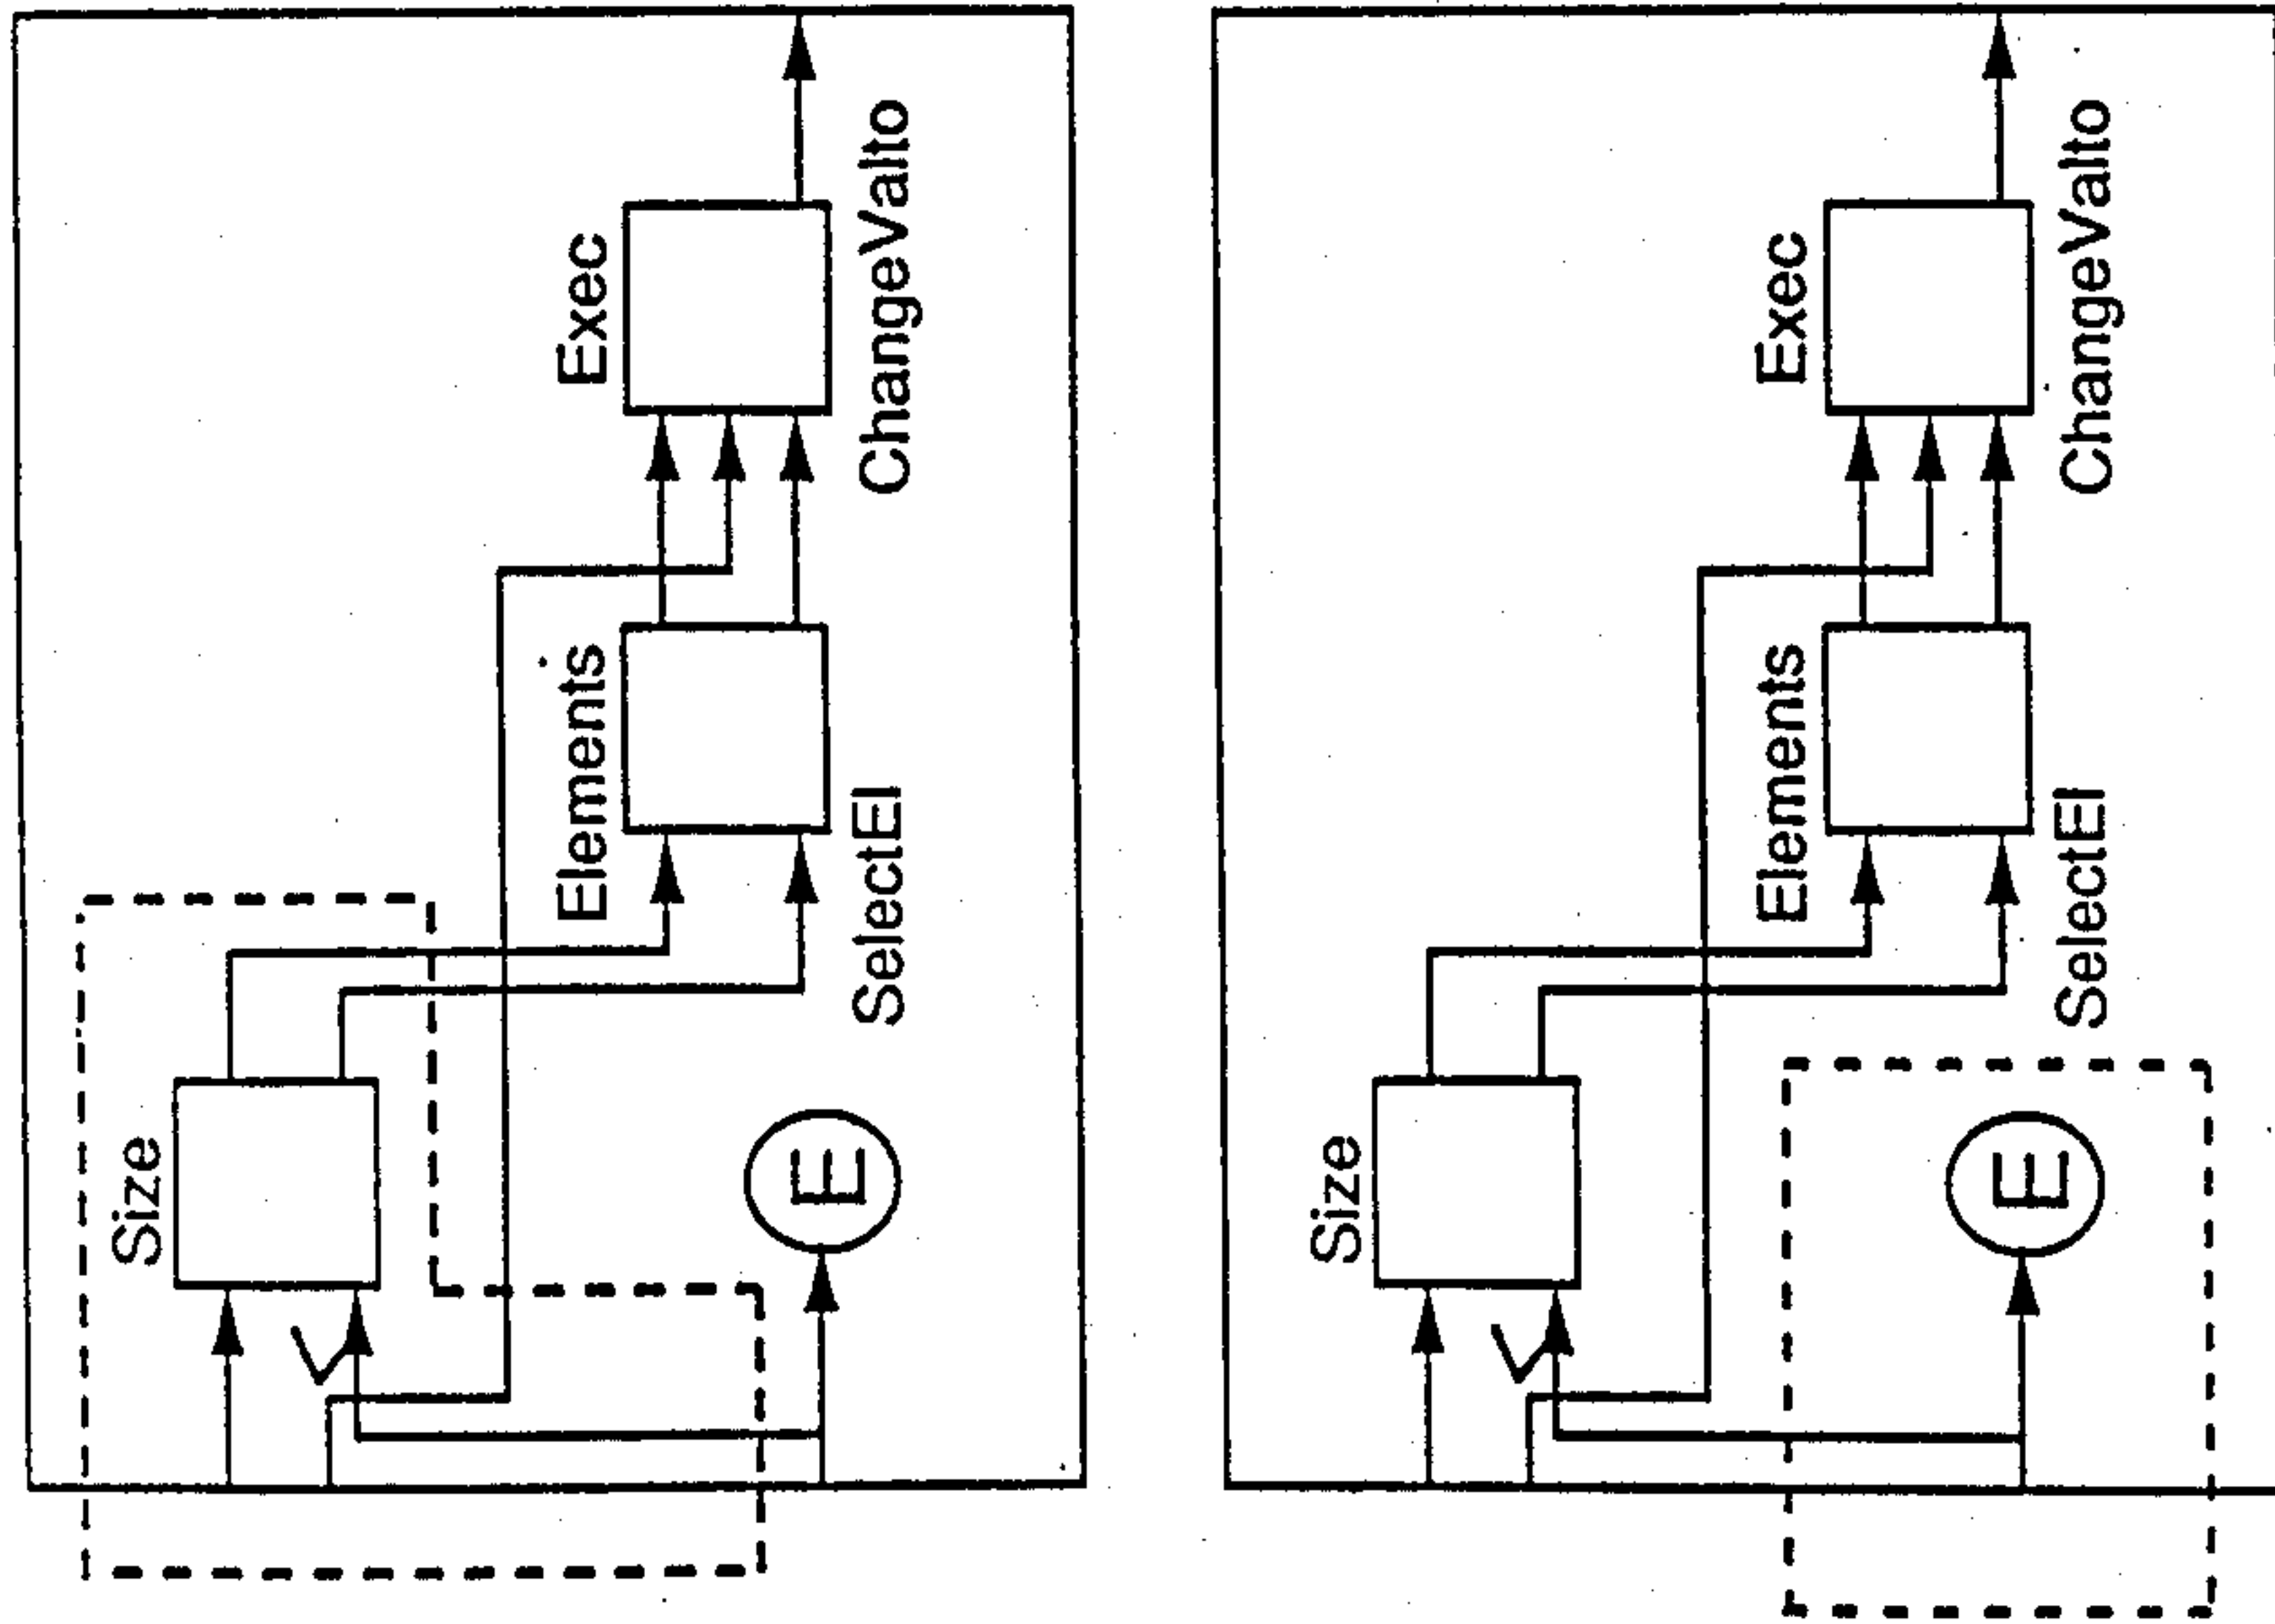 Size
E
Elements
SelectEl
Exec
ChangeValto
Size
E
Elements
SelectEl
Exec
ChangeValto